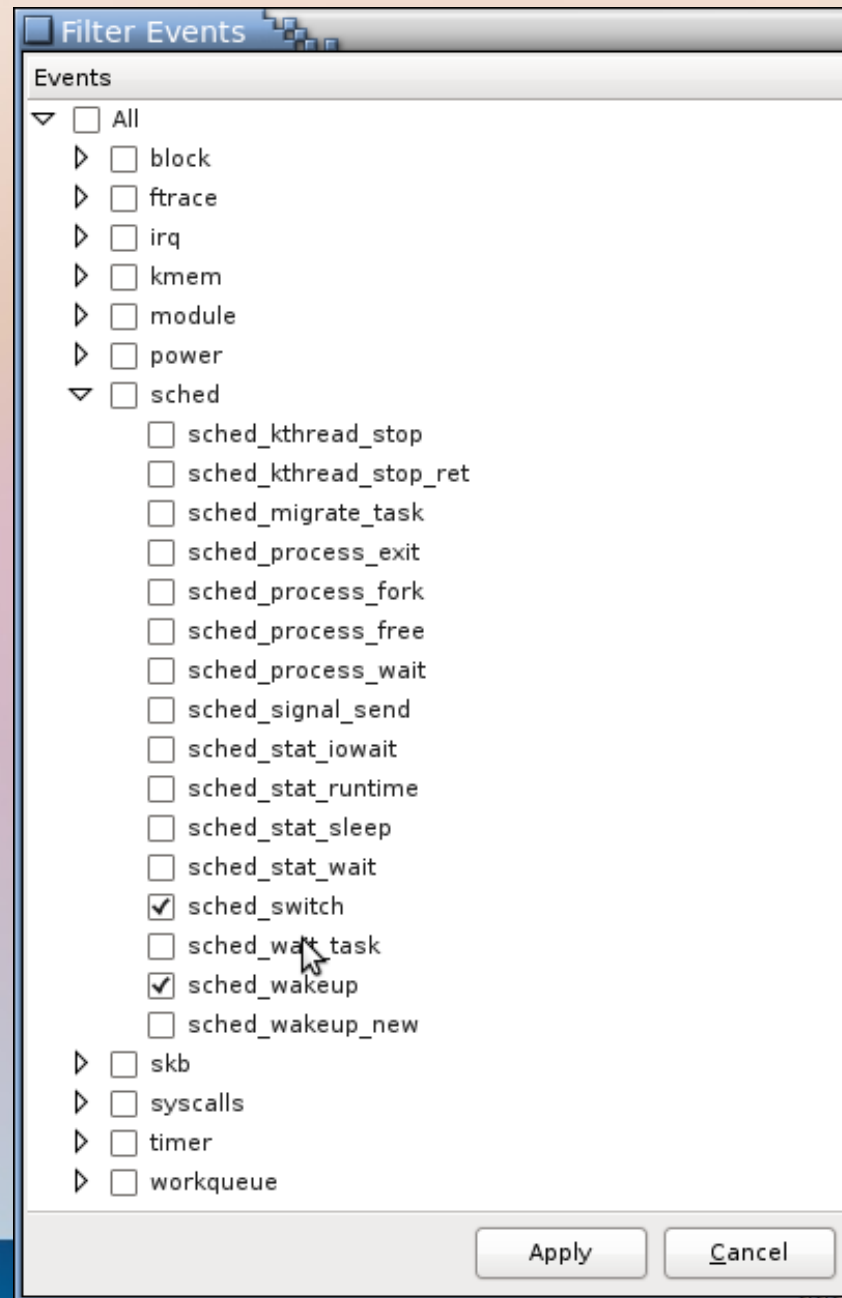 Filter Events
Events
All
block
ftrace
irq
kmem
module
power
sched
sched_kthread_stop
sched_kthread_stop_ret
sched_migrate_task
sched_process_exit
sched_process_fork
sched_process_free
sched_process_wait
sched_signal_send
sched_stat_iowait
sched_stat_runtime
sched_stat_sleep
sched_stat_wait
sched_switch
sched_wait_task
sched_wakeup
sched_wakeup_new
skb
syscalls
timer
workqueue
Apply Cancel